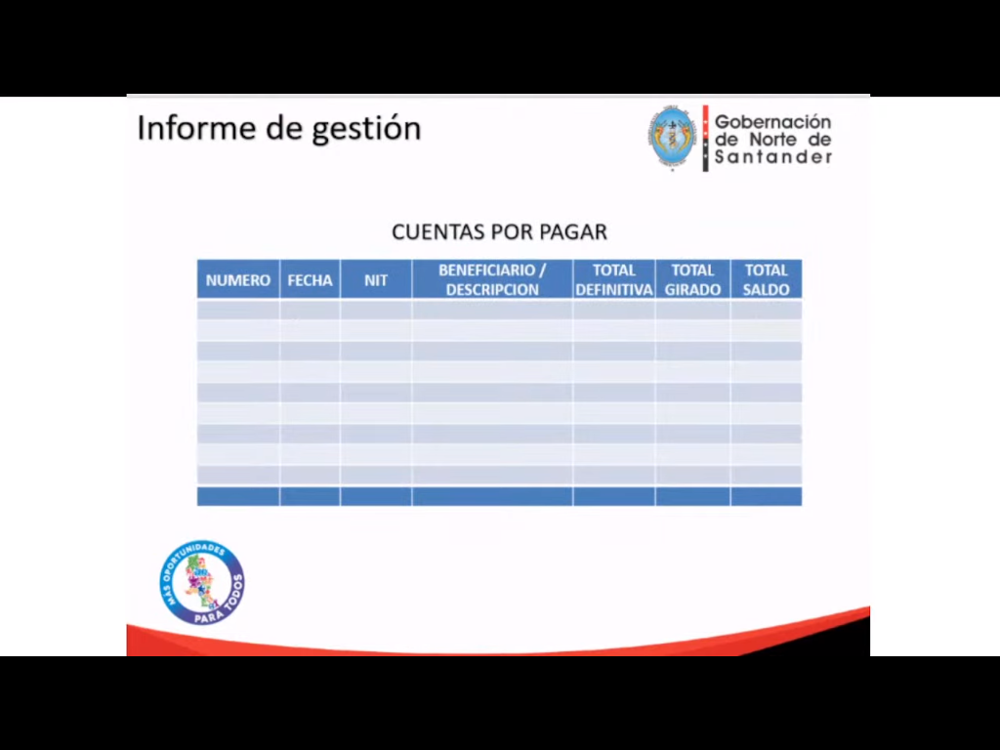 Informe de gestión
Gobernación
de Norte de
Santander
CUENTAS POR PAGAR
NUMERO FECHA NIT BENEFICIARIO / DESCRIPCION TOTAL DEFINITIVA TOTAL GIRADO TOTAL SALDO
MÁS OPORTUNIDADES
PARA TODOS